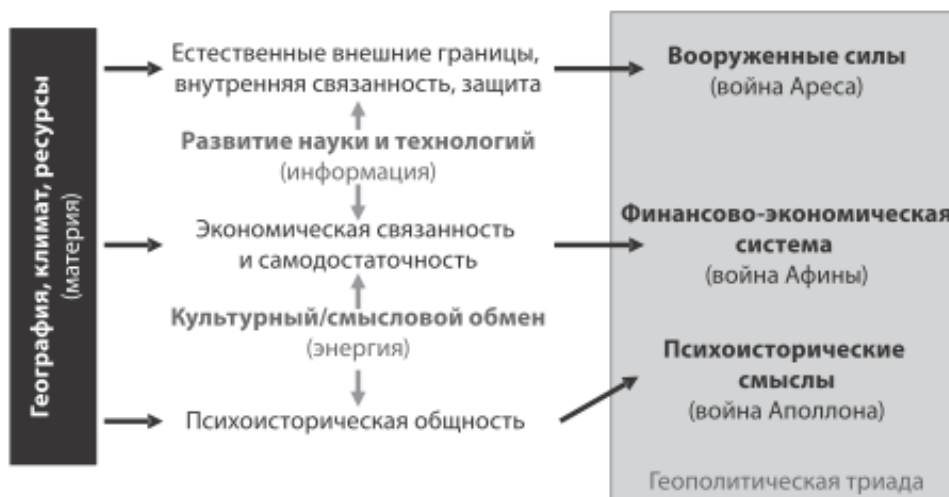 География, климат, ресурсы
(материя)
Естественные внешние границы,
внутренняя связанность, защита
Развитие науки и технологий
(информация)
Экономическая связанность
и самодостаточность
Культурный/смысловой обмен
(энергия)
Психоисторическая общность
Вооруженные силы
(война Ареса)
Финансово-экономическая
система
(война Афины)
Психоисторические
смыслы
(война Аполлона)
Геополитическая триада